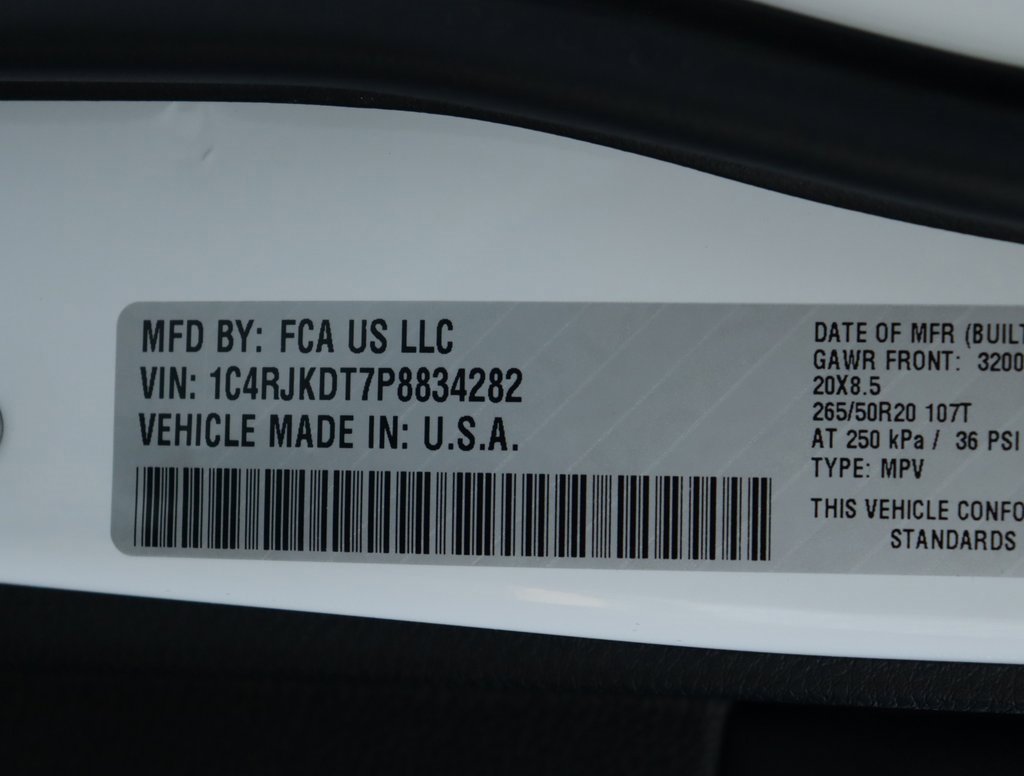 MFD BY: FCA US LLC
VIN: 1C4RJKDT7P8834282
VEHICLE MADE IN: U.S.A.
DATE OF MFR (BUILT
GAWR FRONT: 3200
20X8.5
265/50R20 107T
AT 250 kPa / 36 PSI
TYPE: MPV
THIS VEHICLE CONFO
STANDARDS